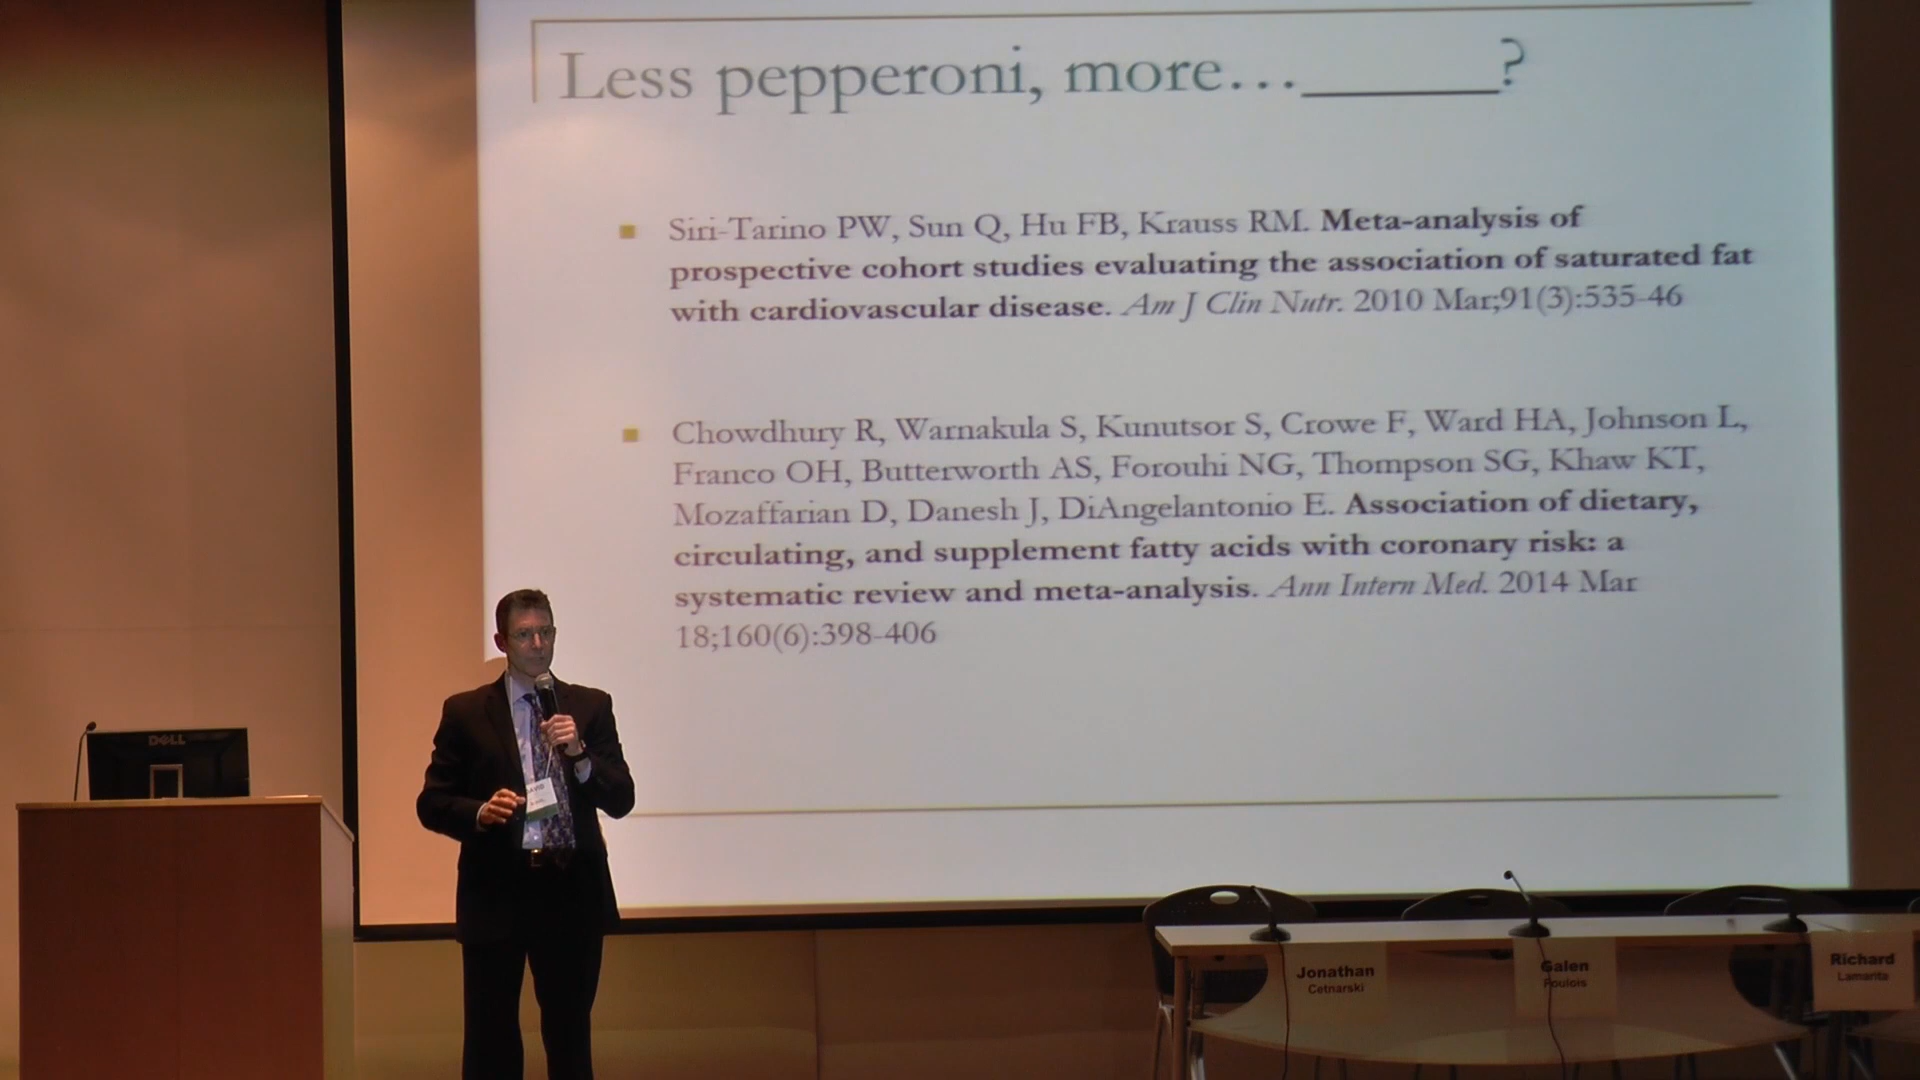 Less pepperoni, more…______?
Siri-Tarino PW, Sun Q, Hu FB, Krauss RM. Meta-analysis of
prospective cohort studies evaluating the association of saturated fat
with cardiovascular disease. Am J Clin Nutr. 2010 Mar;91(3):535-46
Chowdhury R, Warnakula S, Kunutsor S, Crowe F, Ward HA, Johnson L,
Franco OH, Butterworth AS, Forouhi NG, Thompson SG, Khaw KT,
Mozaffarian D, Danesh J, DiAngelantonio E. Association of dietary,
circulating, and supplement fatty acids with coronary risk: a
systematic review and meta-analysis. Ann Intern Med. 2014 Mar
18;160(6):398-406
DELL
Jonathan
Cetnarski
Galen
Foulois
Richard
Lamarita